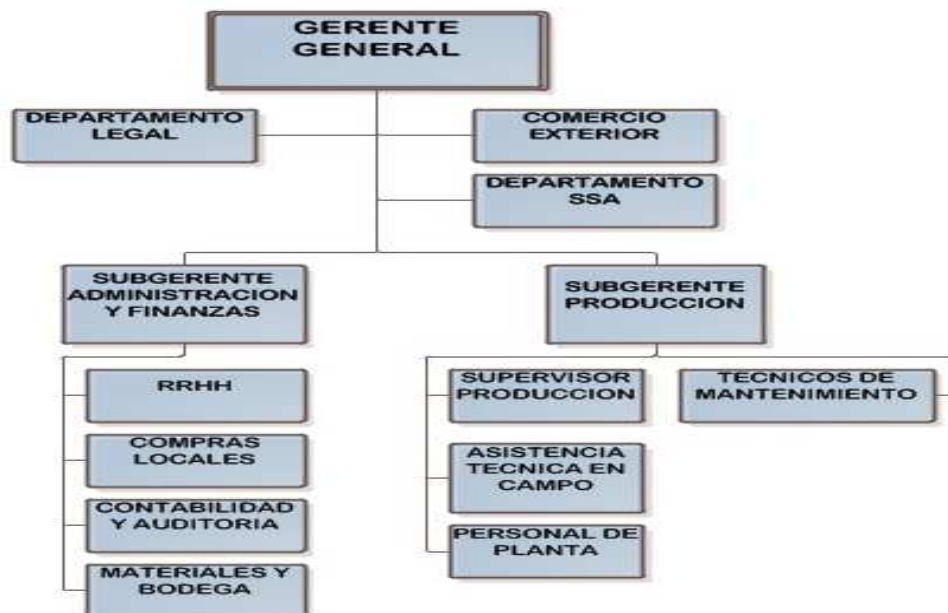 GERENTE
GENERAL
DEPARTAMENTO
LEGAL
COMERCIO
EXTERIOR
DEPARTAMENTO
SSA
SUBGERENTE
ADMINISTRACION
Y FINANZAS
SUBGERENTE
PRODUCCION
RRHH
COMPRAS
LOCALES
CONTABILIDAD
Y AUDITORIA
MATERIALES Y
BODEGA
SUPERVISOR
PRODUCCION
TECNICOS DE
MANTENIMIENTO
ASISTENCIA
TECNICA EN
CAMPO
PERSONAL DE
PLANTA